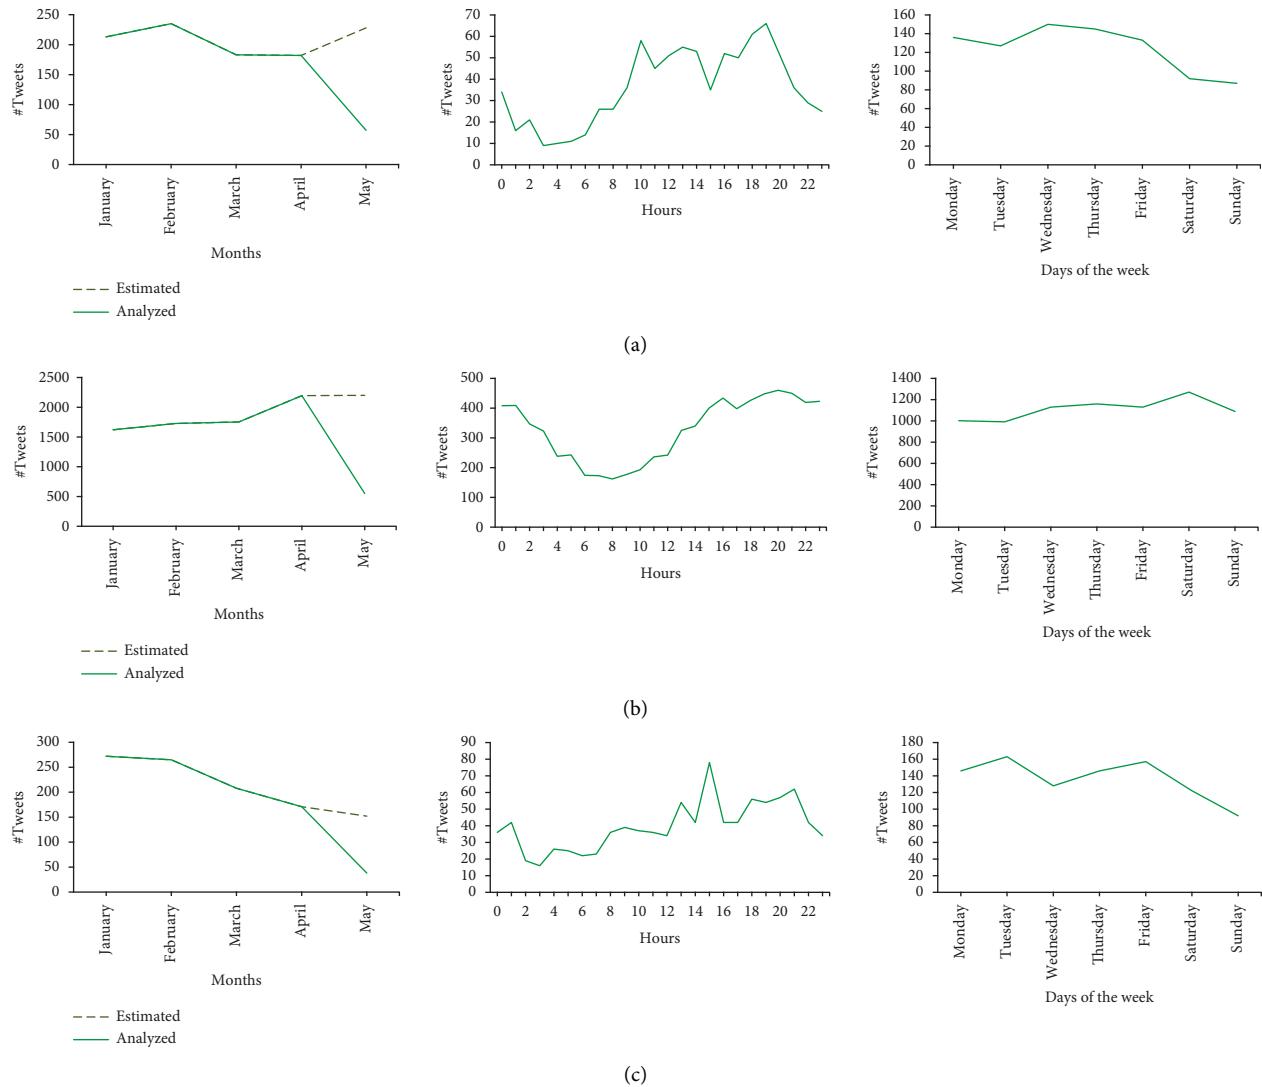 #Tweets
250
200
150
100
50
0
January
February
March
April
May
Months
Estimated
Analyzed
#Tweets
70
60
50
40
30
20
10
0
0 2 4 6 8 10 12 14 16 18 20 22
Hours
#Tweets
160
140
120
100
80
60
40
20
0
Monday
Tuesday
Wednesday
Thursday
Friday
Saturday
Sunday
Days of the week
(a)
#Tweets
2500
2000
1500
1000
500
0
January
February
March
April
May
Months
Estimated
Analyzed
#Tweets
500
400
300
200
100
0
0 2 4 6 8 10 12 14 16 18 20 22
Hours
#Tweets
1400
1200
1000
800
600
400
200
0
Monday
Tuesday
Wednesday
Thursday
Friday
Saturday
Sunday
Days of the week
(b)
#Tweets
300
250
200
150
100
50
0
January
February
March
April
May
Months
Estimated
Analyzed
#Tweets
90
80
70
60
50
40
30
20
10
0
0 2 4 6 8 10 12 14 16 18 20 22
Hours
#Tweets
180
160
140
120
100
80
60
40
20
0
Monday
Tuesday
Wednesday
Thursday
Friday
Saturday
Sunday
Days of the week
(c)